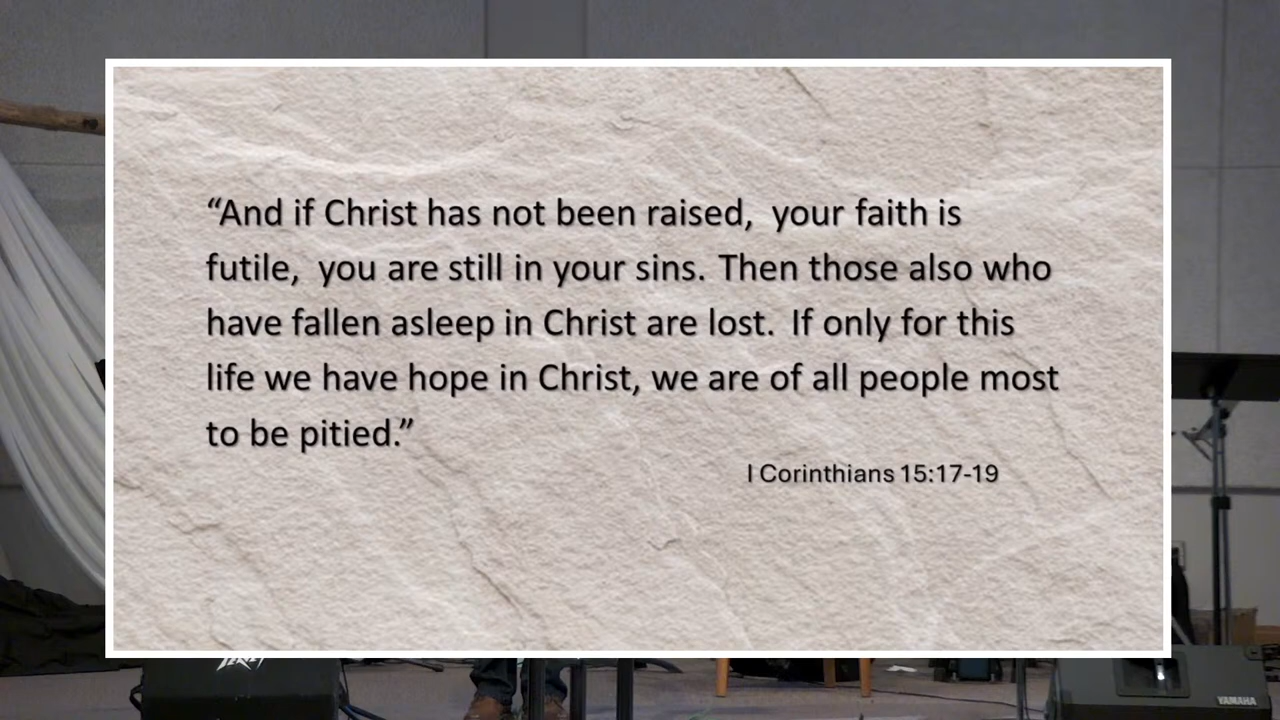 “And if Christ has not been raised,  your faith is
futile,  you are still in your sins.  Then those also who
have fallen asleep in Christ are lost.  If only for this
life we have hope in Christ, we are of all people most
to be pitied.”
I Corinthians 15:17-19
YAMAHA